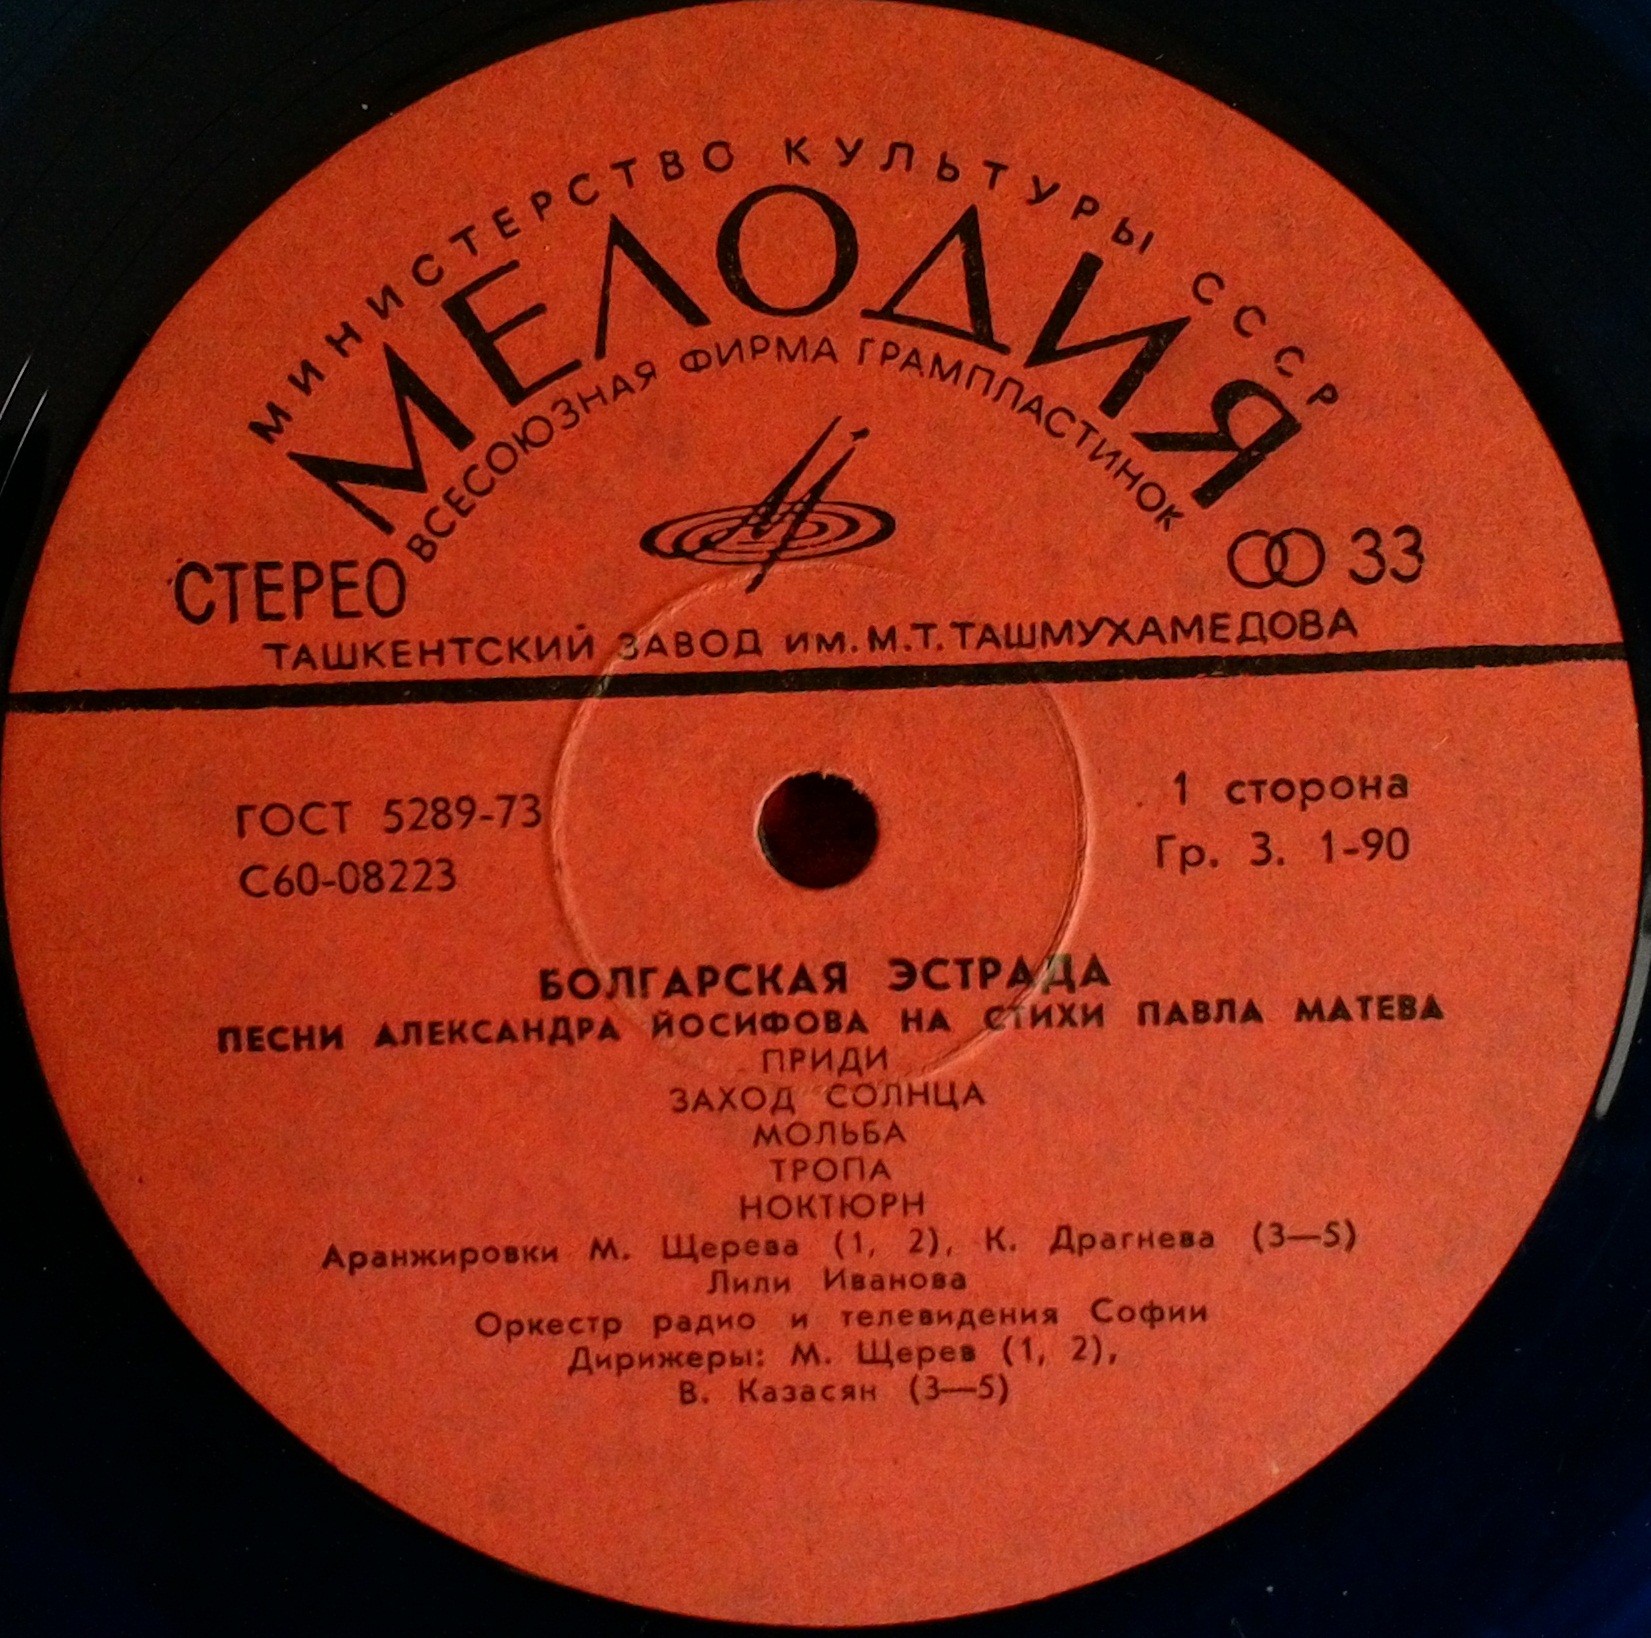 МИНИСТЕРСТВО КУЛЬТУРЫ СССР
МЕЛОДИЯ
ВСЕСОЮЗНАЯ ФИРМА ГРАМПЛАСТИНОК
СТЕРЕО
33
ТАШКЕНТСКИЙ ЗАВОД ИМ. М.Т. ТАШМУХАМЕДОВА
ГОСТ 5289-73
С60-08223
1 сторона
Гр. 3. 1-90
БОЛГАРСКАЯ ЭСТРАДА
ПЕСНИ АЛЕКСАНДРА ЙОСИФОВА НА СТИХИ ПАВЛА МАТЕВА
ПРИДИ
ЗАХОД СОЛНЦА
МОЛЬБА
ТРОПА
НОКТЮРН
Аранжировки М. Щерева (1, 2), К. Драгнева (3—5)
Лили Иванова
Оркестр радио и телевидения Софии
Дирижеры: М. Щерев (1, 2),
В. Казасян (3—5)